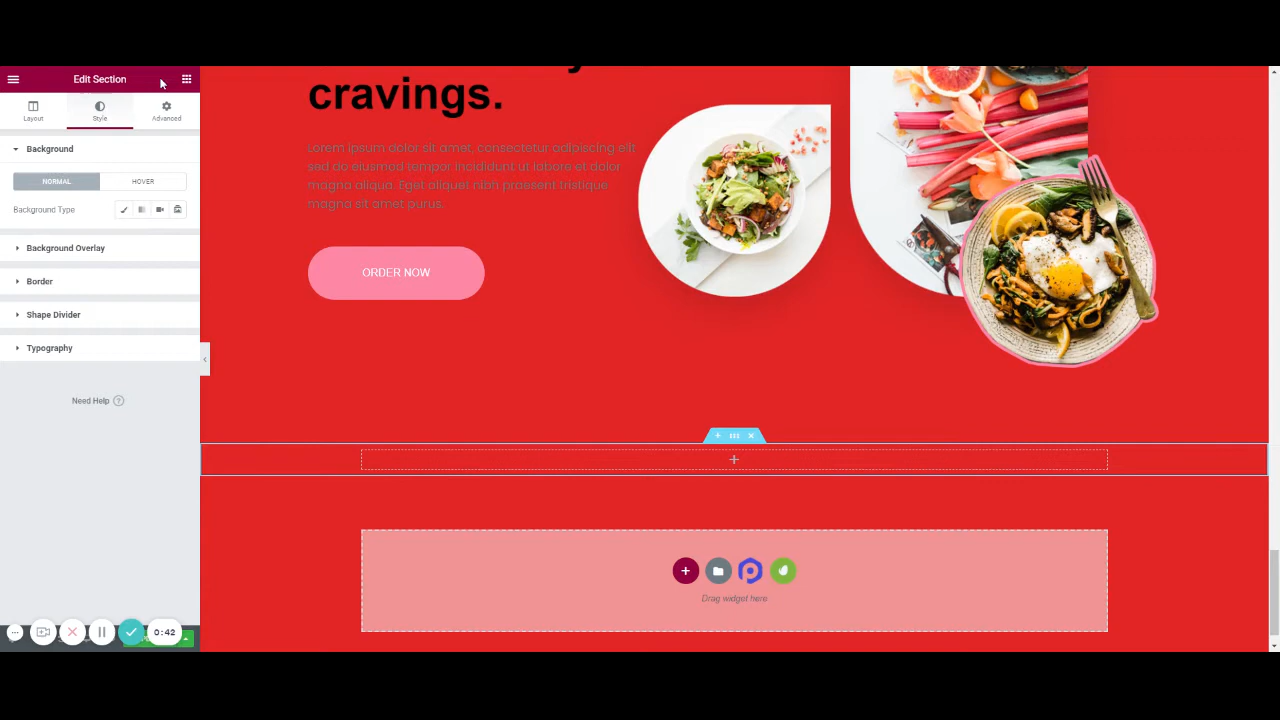 Edit Section
Layout
Style
Advanced
Background
NORMAL
HOVER
Background Type
Background Overlay
Border
Shape Divider
Typography
Need Help
?
0:42
cravings.
Lorem ipsum dolor sit amet, consectetur adipiscing elit
sed do eiusmod tempor incididunt ut labore et dolor
magna aliqua. Eget aliquet nibh praesent tristique
magna sit amet purus.
ORDER NOW
Drag widget here